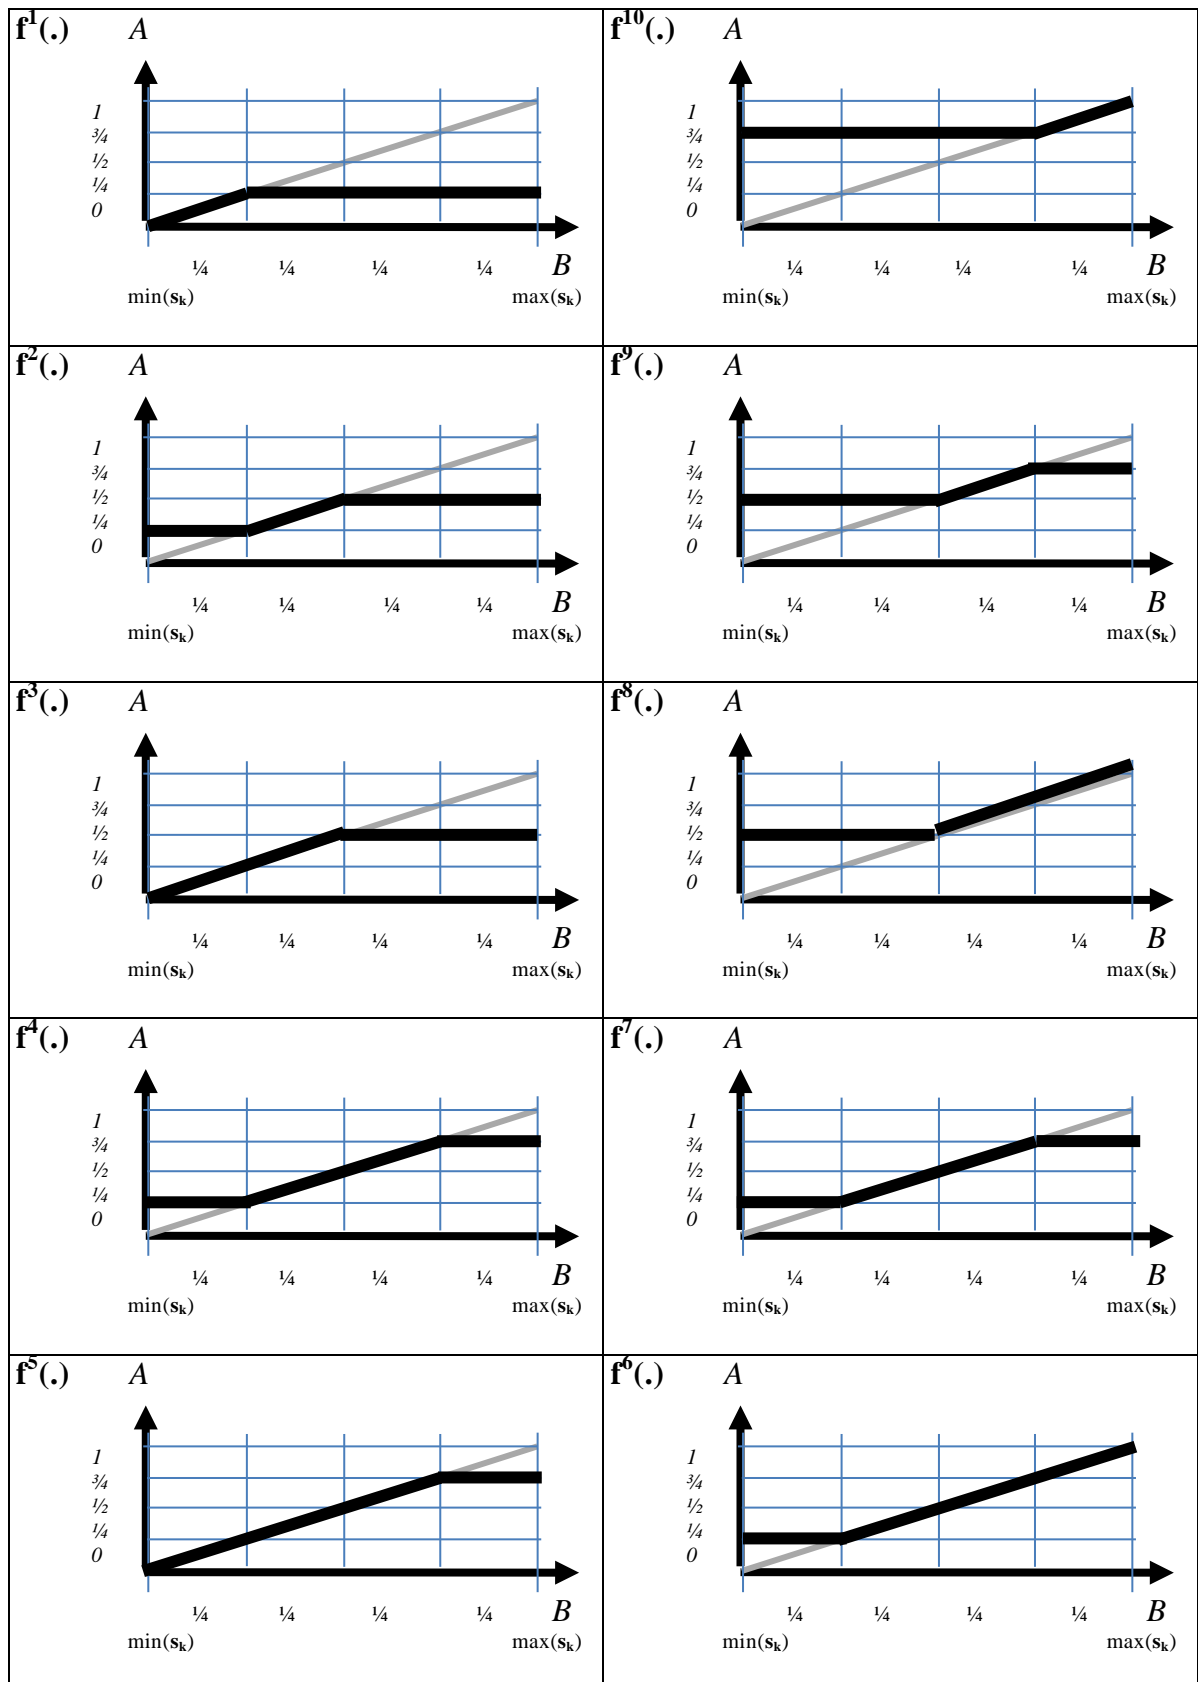 f¹(.) A
1
¾
½
¼
0
¼ ¼ ¼ ¼ B
min(sₖ) max(sₖ)
f¹⁰(.) A
1
¾
½
¼
0
¼ ¼ ¼ ¼ B
min(sₖ) max(sₖ)
f²(.) A
1
¾
½
¼
0
¼ ¼ ¼ ¼ B
min(sₖ) max(sₖ)
f⁹(.) A
1
¾
½
¼
0
¼ ¼ ¼ ¼ B
min(sₖ) max(sₖ)
f³(.) A
1
¾
½
¼
0
¼ ¼ ¼ ¼ B
min(sₖ) max(sₖ)
f⁸(.) A
1
¾
½
¼
0
¼ ¼ ¼ ¼ B
min(sₖ) max(sₖ)
f⁴(.) A
1
¾
½
¼
0
¼ ¼ ¼ ¼ B
min(sₖ) max(sₖ)
f⁷(.) A
1
¾
½
¼
0
¼ ¼ ¼ ¼ B
min(sₖ) max(sₖ)
f⁵(.) A
1
¾
½
¼
0
¼ ¼ ¼ ¼ B
min(sₖ) max(sₖ)
f⁶(.) A
1
¾
½
¼
0
¼ ¼ ¼ ¼ B
min(sₖ) max(sₖ)